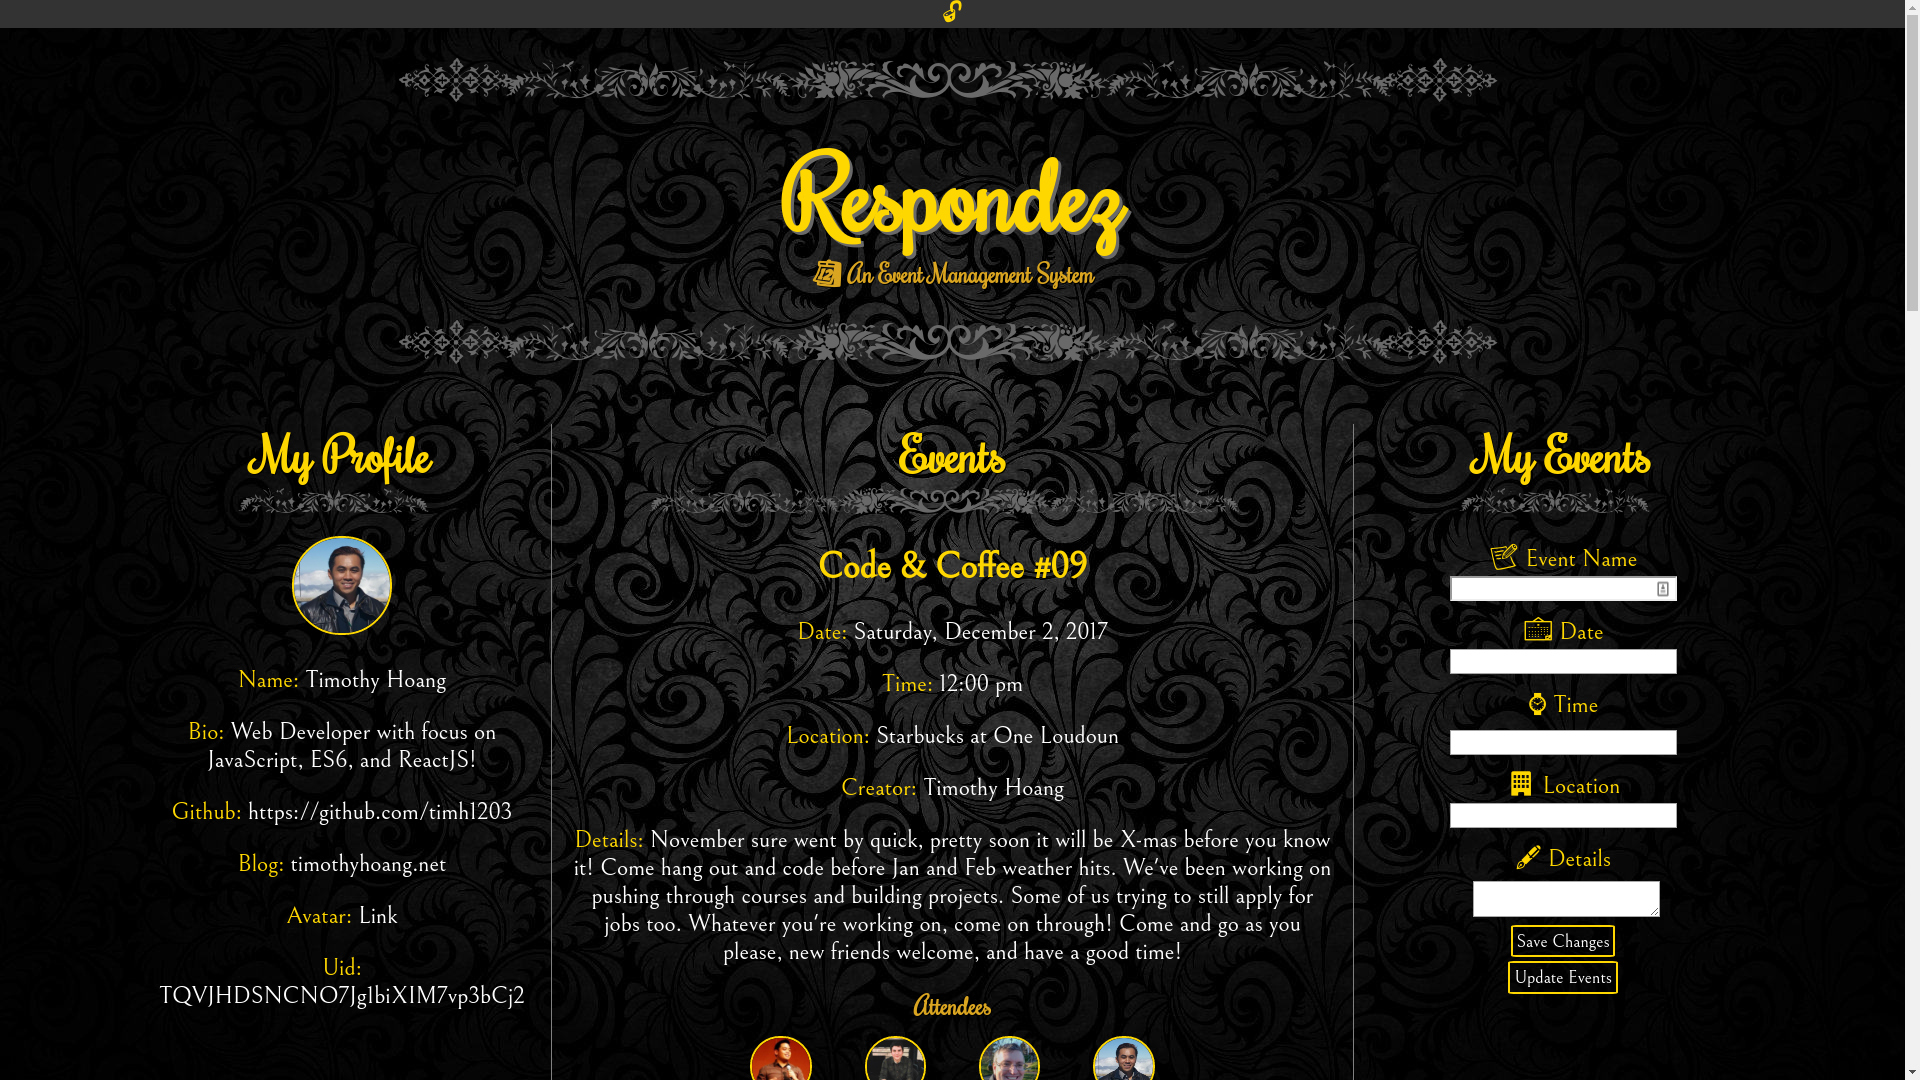 Respondez
12 An Event Management System
My Profile
Name: Timothy Hoang
Bio: Web Developer with focus on
JavaScript, ES6, and ReactJS!
Github: https://github.com/timh1203
Blog: timothyhoang.net
Avatar: Link
Uid:
TQVJHDSNCNO7Jg1biXIM7vp3bCj2
Events
Code & Coffee #09
Date: Saturday, December 2, 2017
Time: 12:00 pm
Location: Starbucks at One Loudoun
Creator: Timothy Hoang
Details: November sure went by quick, pretty soon it will be X-mas before you know
it! Come hang out and code before Jan and Feb weather hits. We've been working on
pushing through courses and building projects. Some of us trying to still apply for
jobs too. Whatever you're working on, come on through! Come and go as you
please, new friends welcome, and have a good time!
Attendees
My Events
Event Name
Date
Time
Location
Details
Save Changes
Update Events